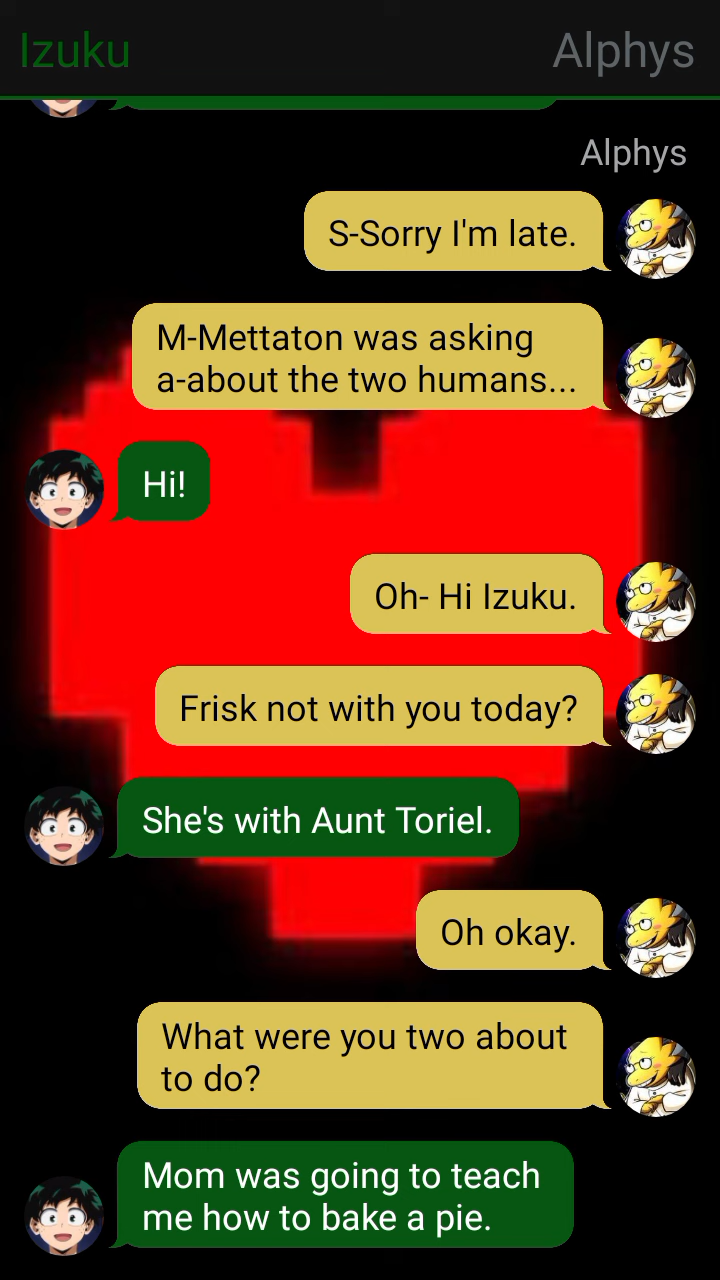 Izuku
Alphys
Alphys
S-Sorry I'm late.
M-Mettaton was asking
a-about the two humans...
Hi!
Oh- Hi Izuku.
Frisk not with you today?
She's with Aunt Toriel.
Oh okay.
What were you two about
to do?
Mom was going to teach
me how to bake a pie.